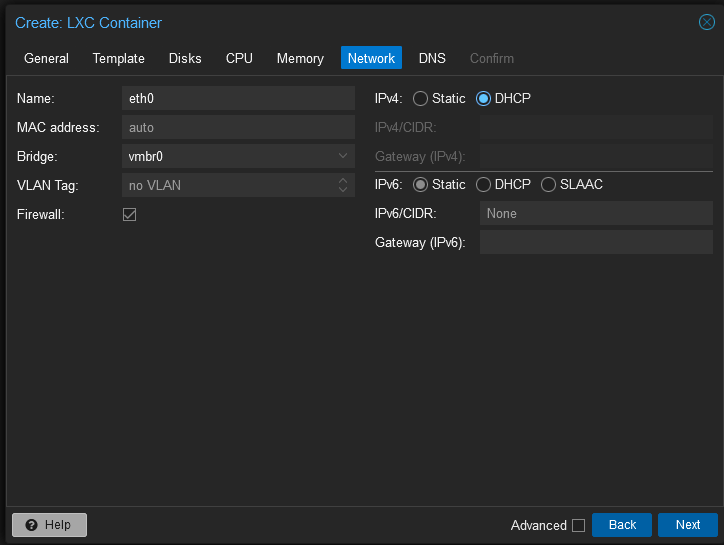 Create: LXC Container
General Template Disks CPU Memory Network DNS Confirm
Name: eth0
MAC address: auto
Bridge: vmbr0
VLAN Tag: no VLAN
Firewall:
IPv4: Static DHCP
IPv4/CIDR:
Gateway (IPv4):
IPv6: Static DHCP SLAAC
IPv6/CIDR: None
Gateway (IPv6):
? Help
Advanced Back Next